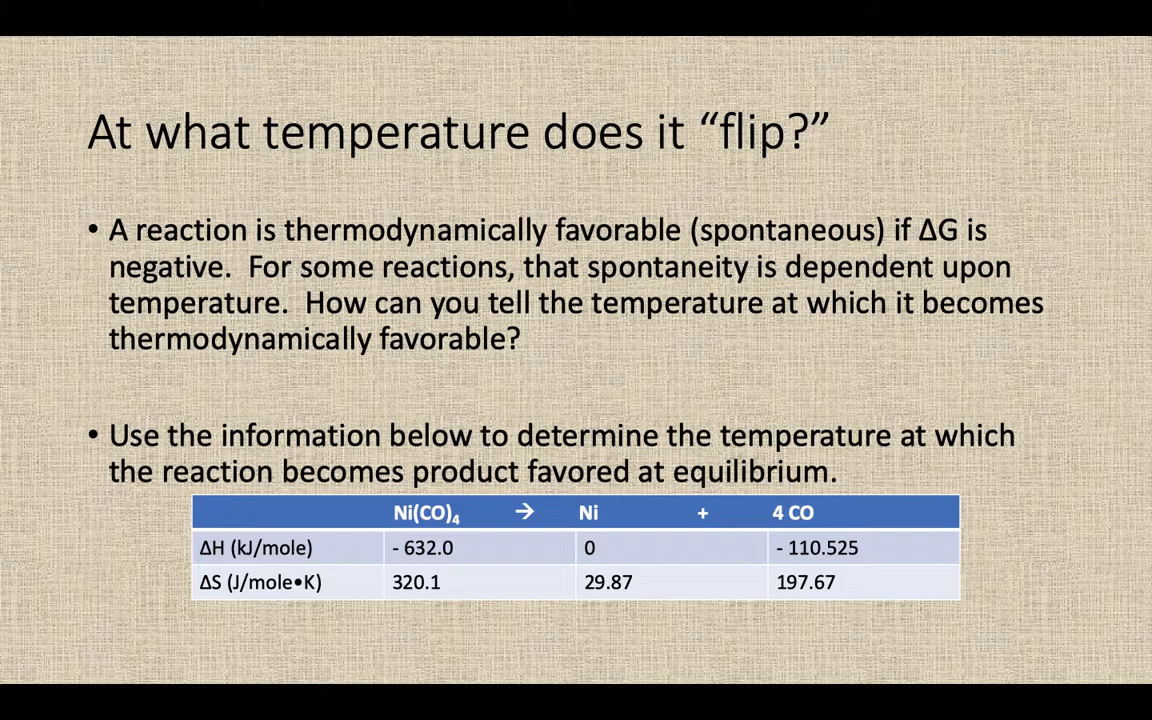 At what temperature does it “flip?”
• A reaction is thermodynamically favorable (spontaneous) if ΔG is
negative.  For some reactions, that spontaneity is dependent upon
temperature.  How can you tell the temperature at which it becomes
thermodynamically favorable?
• Use the information below to determine the temperature at which
the reaction becomes product favored at equilibrium.
Ni(CO)₄ → Ni + 4 CO
ΔH (kJ/mole) - 632.0 0 - 110.525
ΔS (J/mole•K) 320.1 29.87 197.67